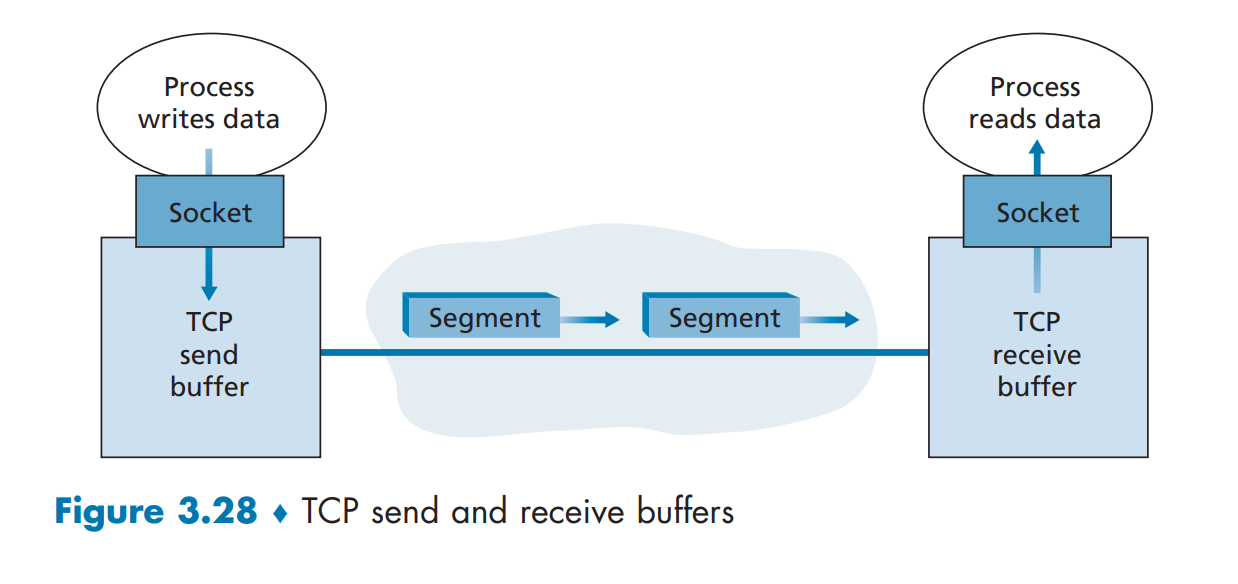 Process
writes data
Process
reads data
Socket
Socket
Segment
Segment
TCP
send
buffer
TCP
receive
buffer
Figure 3.28 ♦ TCP send and receive buffers